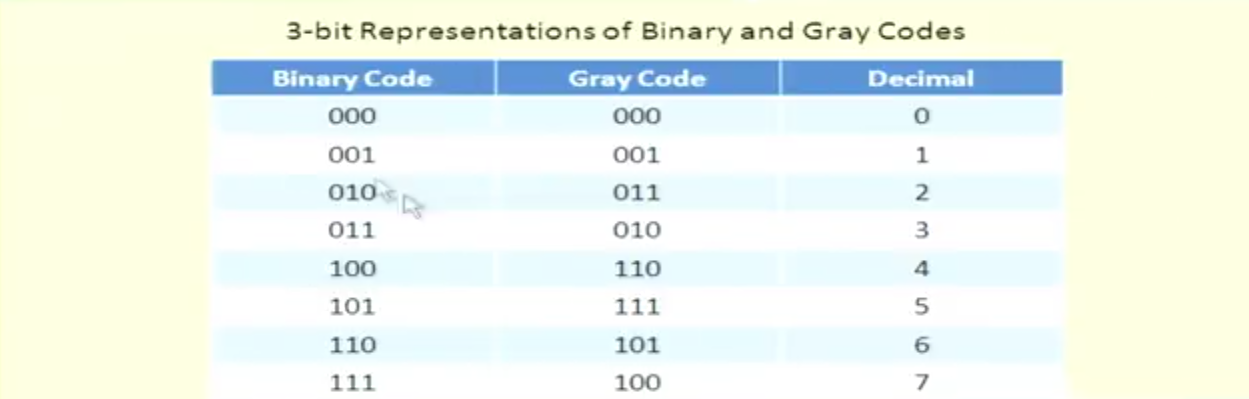 3-bit Representations of Binary and Gray Codes
Binary Code Gray Code Decimal
000 000 0
001 001 1
010 011 2
011 010 3
100 110 4
101 111 5
110 101 6
111 100 7